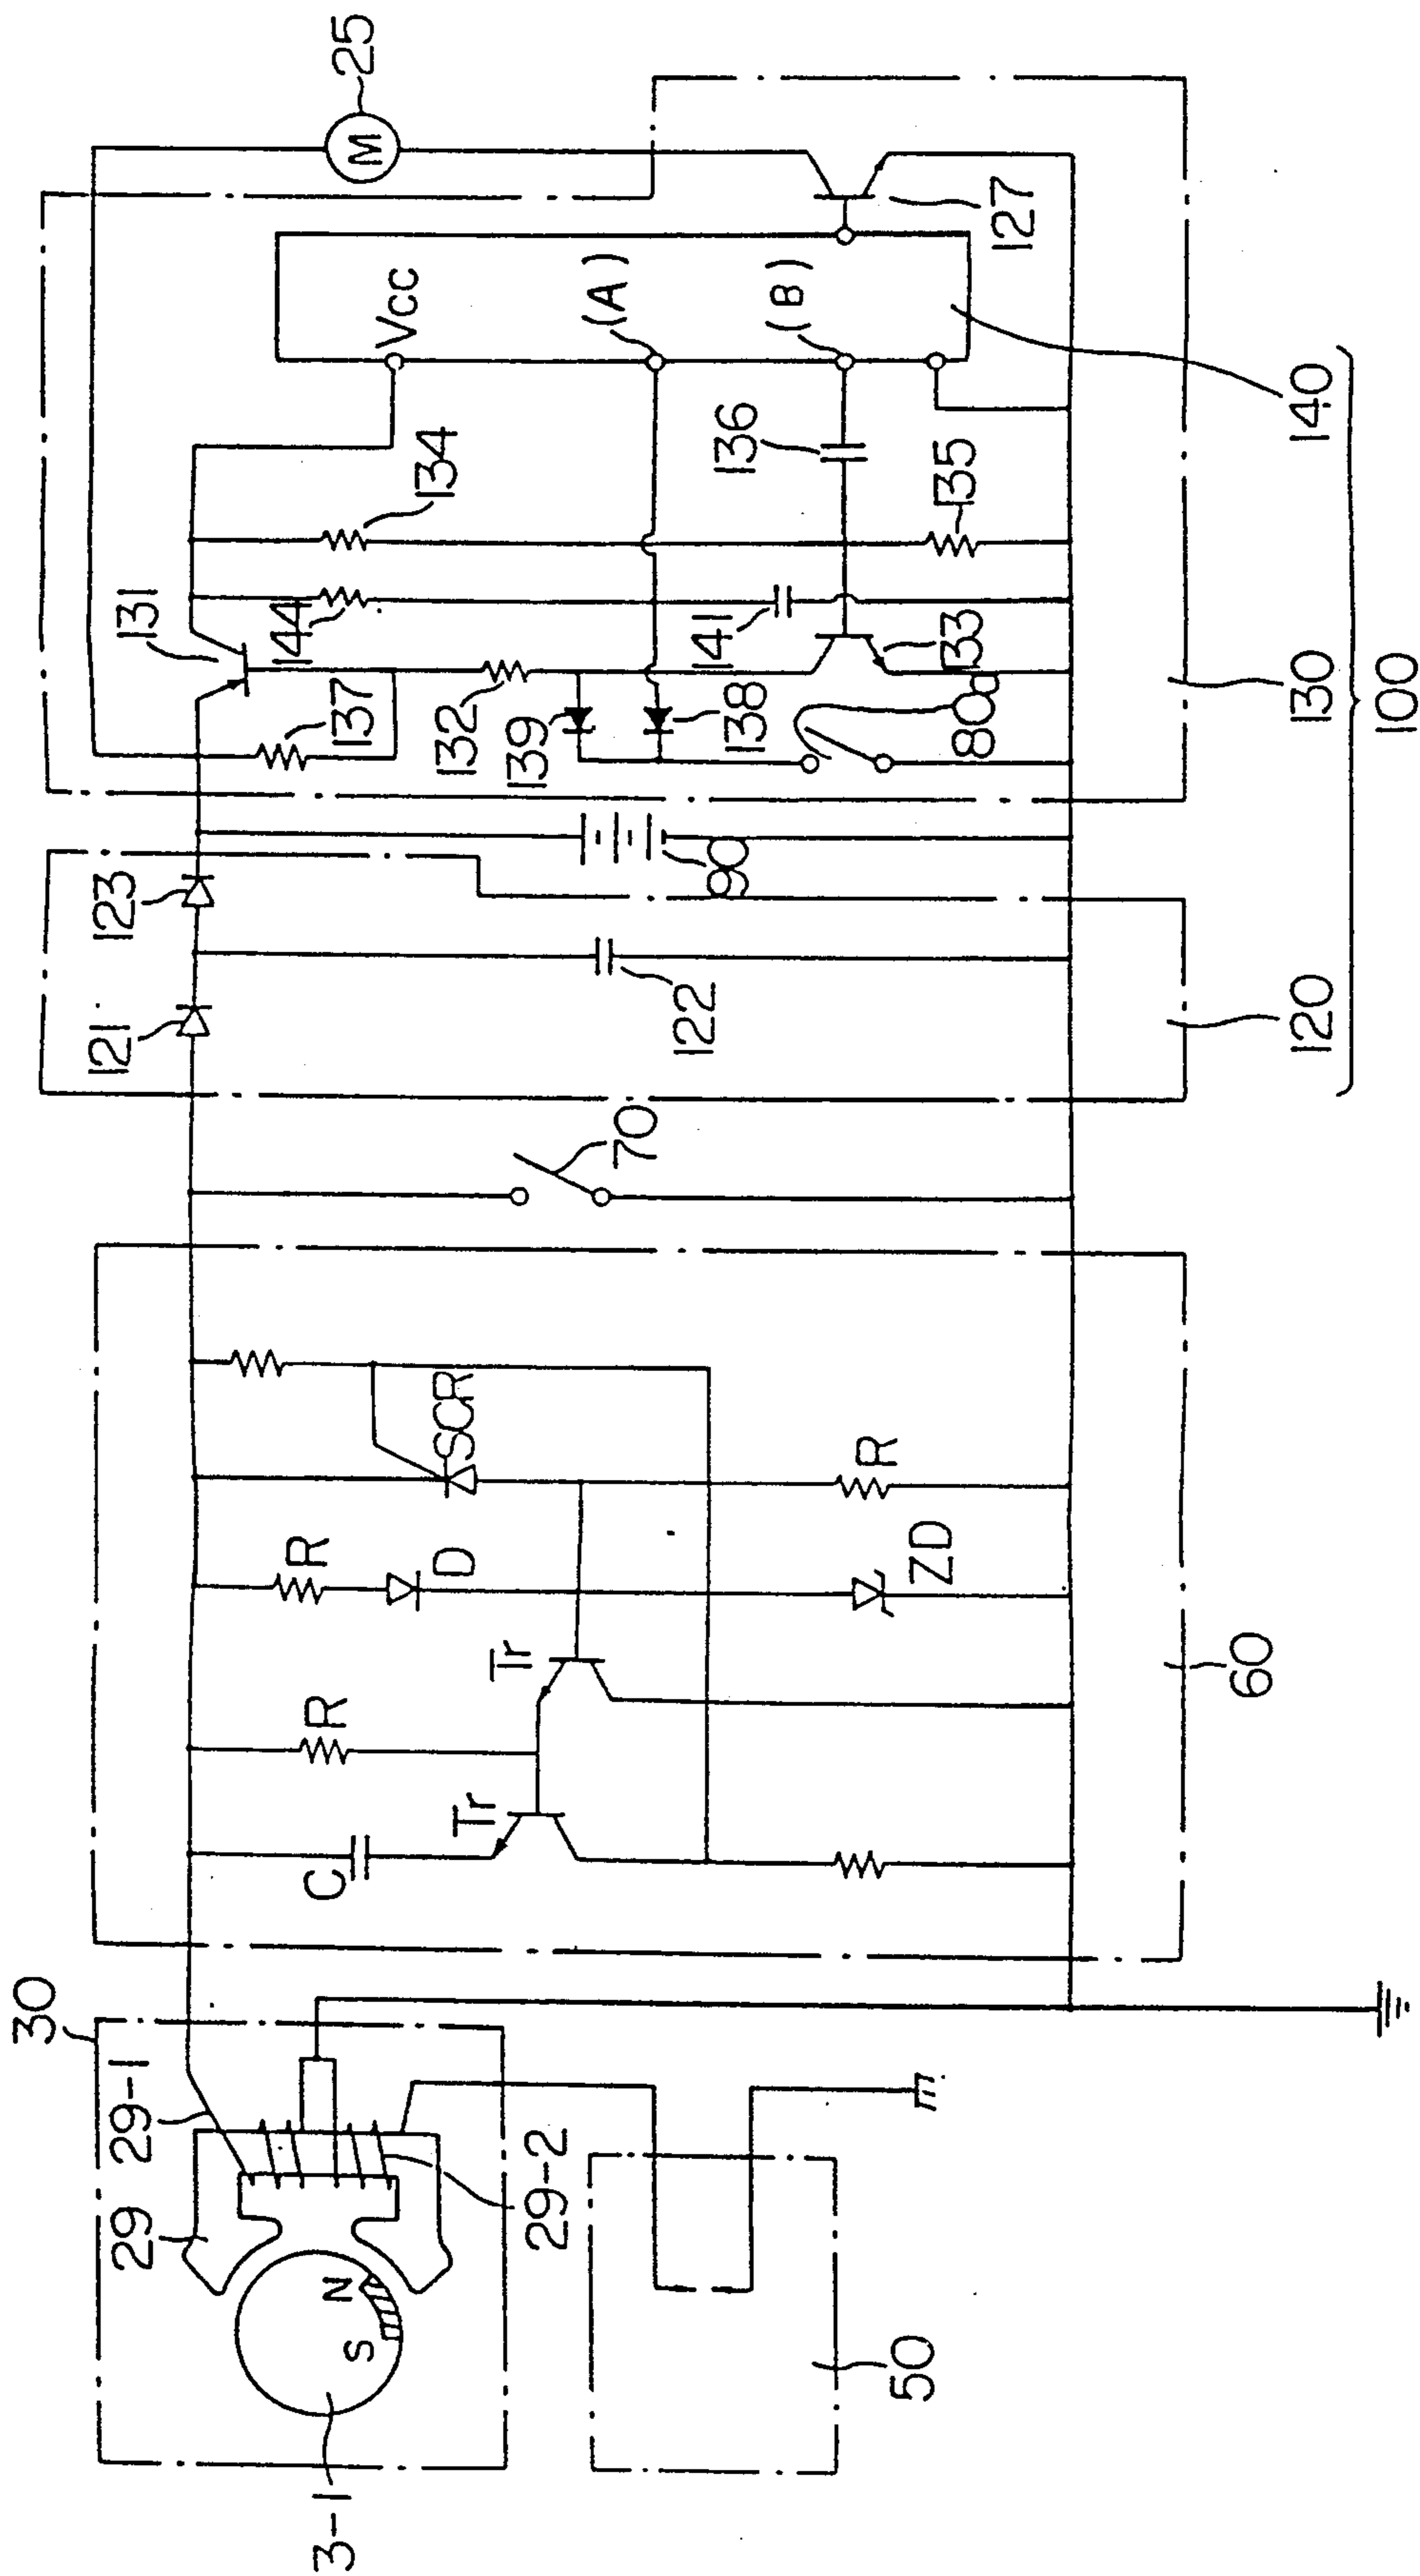 25
M
131
134
Vcc
(A)
144
137
132
139
138
141
133
80a
136
(B)
135
127
140
130
100
123
90
121
122
120
70
SCR
R
R
D
ZD
Tr
R
Tr
C
60
30
29-1
29
29-2
N
S
3-1
50